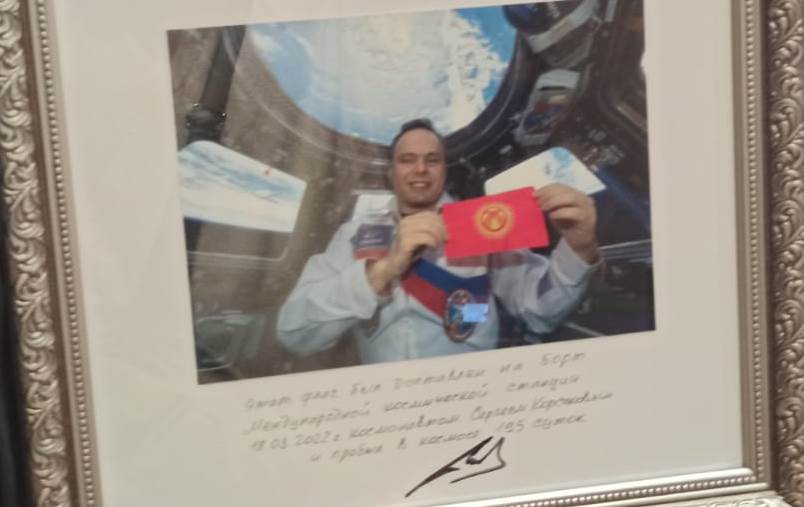 Этот флаг был доставлен на борт
Международной космической станции
18.03.2022г космонавтом Сергеем Корсаковым
и пробыл в космосе 195 суток